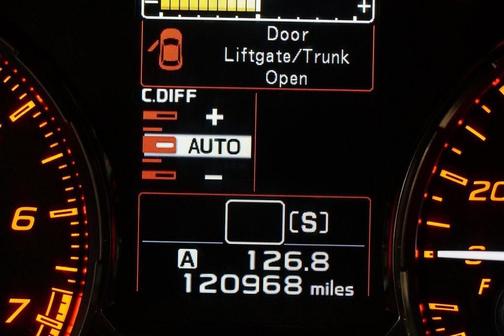 +
Door
Liftgate/Trunk
Open
C.DIFF
+
AUTO
-
[S]
A 126.8
120968 miles
6
7
20
F